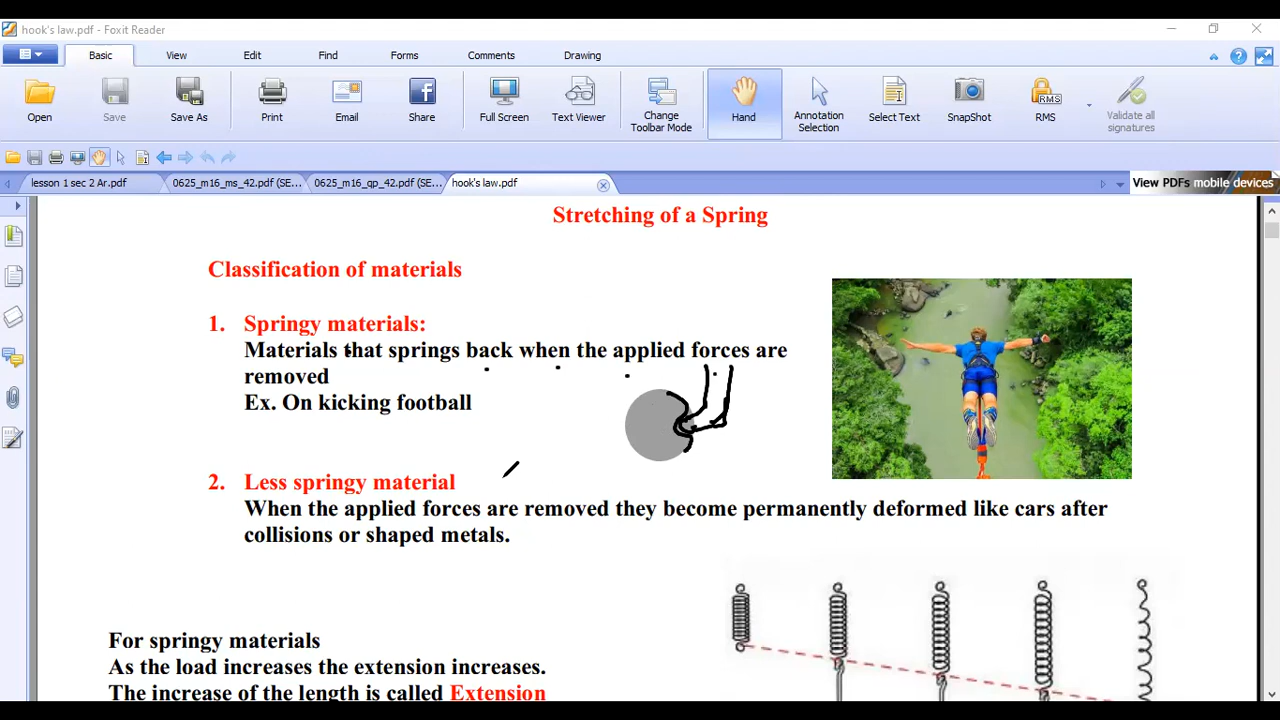 hook's law.pdf - Foxit Reader
Basic View Edit Find Forms Comments Drawing
Open Save Save As Print Email Share Full Screen Text Viewer Change Toolbar Mode Hand Annotation Selection Select Text SnapShot RMS Validate all signatures
lesson 1 sec 2 Ar.pdf 0625_m16_ms_42.pdf (SE... 0625_m16_qp_42.pdf (SE... hook's law.pdf View PDFs mobile devices
Stretching of a Spring
Classification of materials
1. Springy materials:
Materials that springs back when the applied forces are
removed
Ex. On kicking football
2. Less springy material
When the applied forces are removed they become permanently deformed like cars after
collisions or shaped metals.
For springy materials
As the load increases the extension increases.
The increase of the length is called Extension